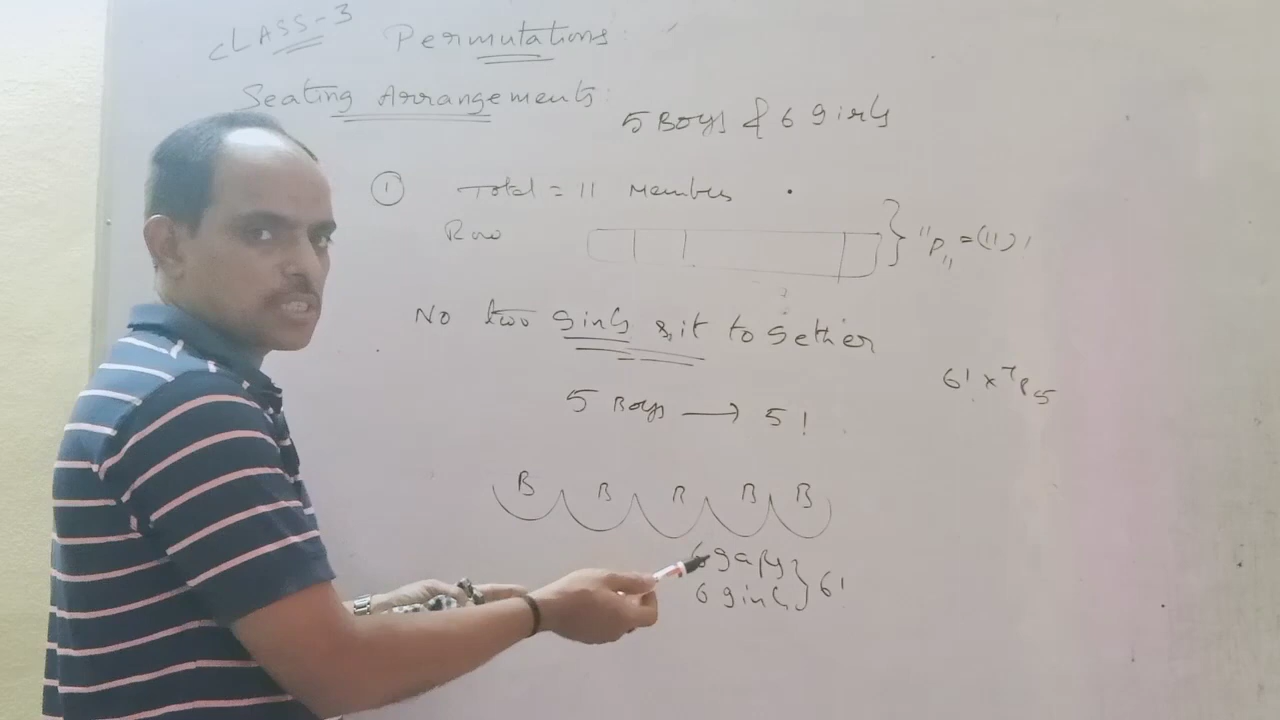 CLASS-3 Permutations:
Seating Arrangements:
5 Boys & 6 girls
① Total = 11 Members .
Row } ¹¹P₁₁ = (11)!
No two girls sit together
6! x ⁷P₅
5 Boys → 5!
B B B B B
6 gaps
6 girls } 6!